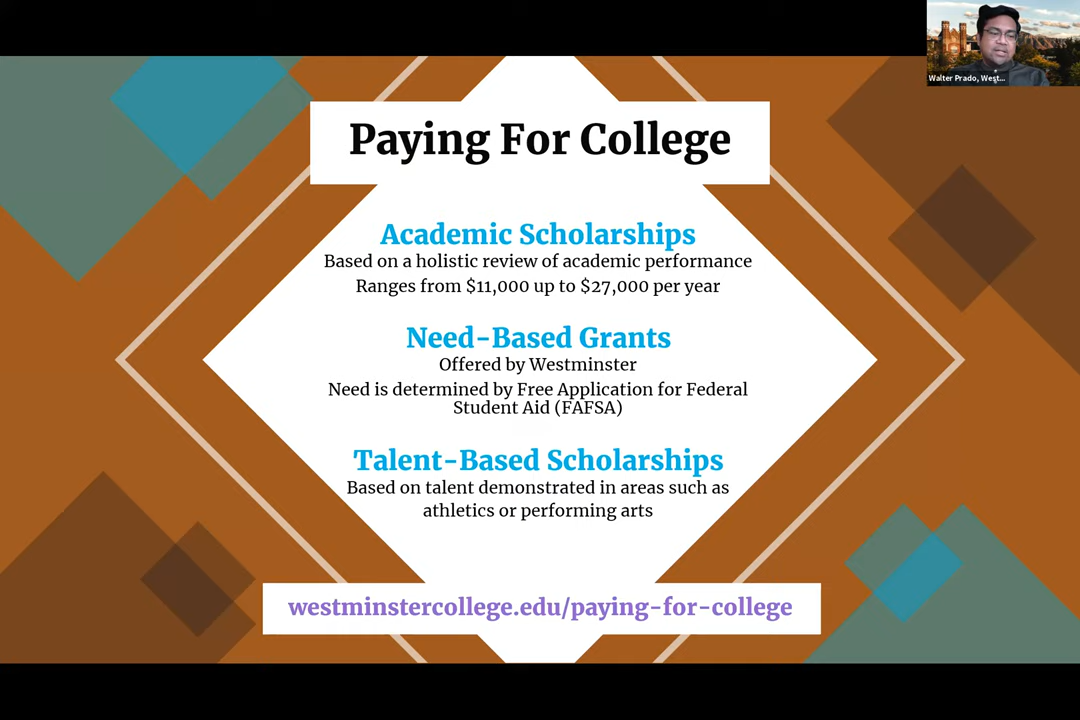 Walter Prado, West...
Paying For College
Academic Scholarships
Based on a holistic review of academic performance
Ranges from $11,000 up to $27,000 per year
Need-Based Grants
Offered by Westminster
Need is determined by Free Application for Federal
Student Aid (FAFSA)
Talent-Based Scholarships
Based on talent demonstrated in areas such as
athletics or performing arts
westminstercollege.edu/paying-for-college